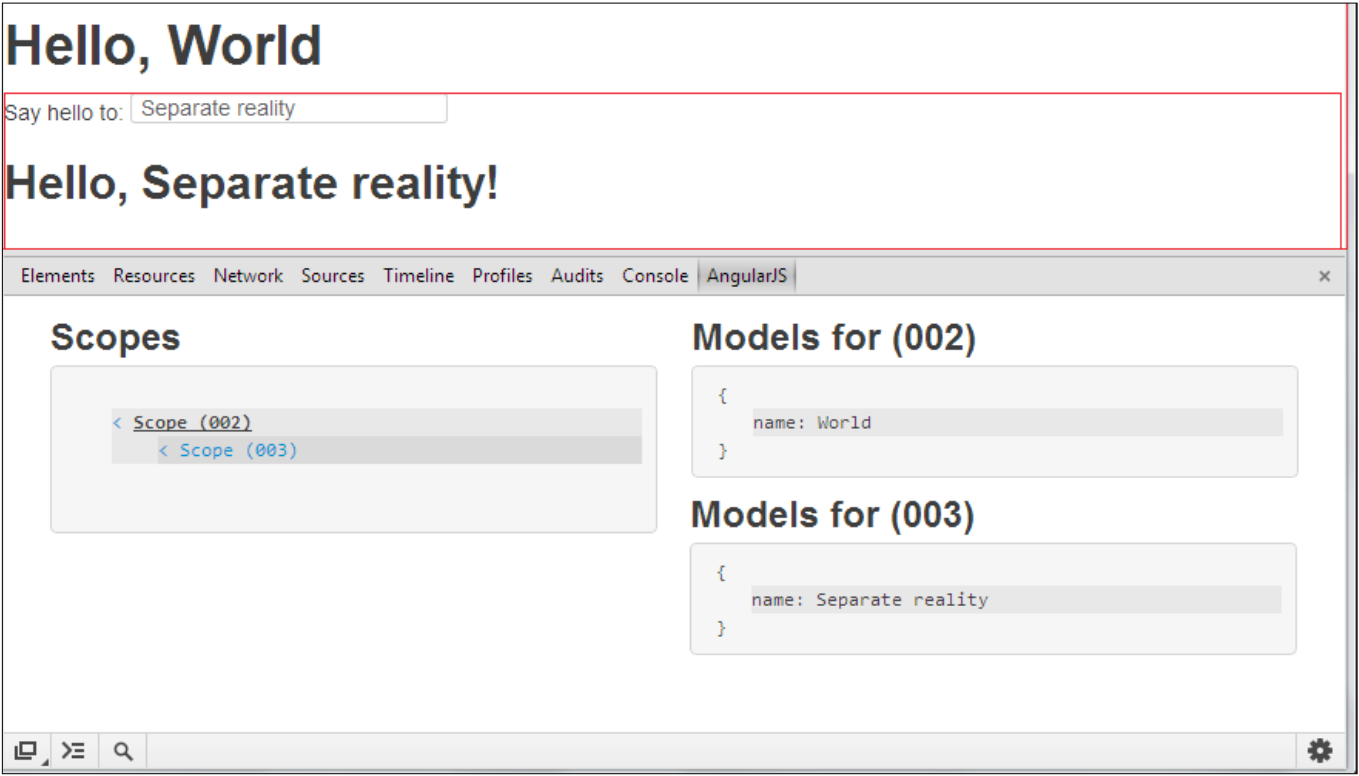 Hello, World
Say hello to: Separate reality
Hello, Separate reality!
Elements Resources Network Sources Timeline Profiles Audits Console AngularJS ×
Scopes
< Scope (002)
< Scope (003)
Models for (002)
{
name: World
}
Models for (003)
{
name: Separate reality
}